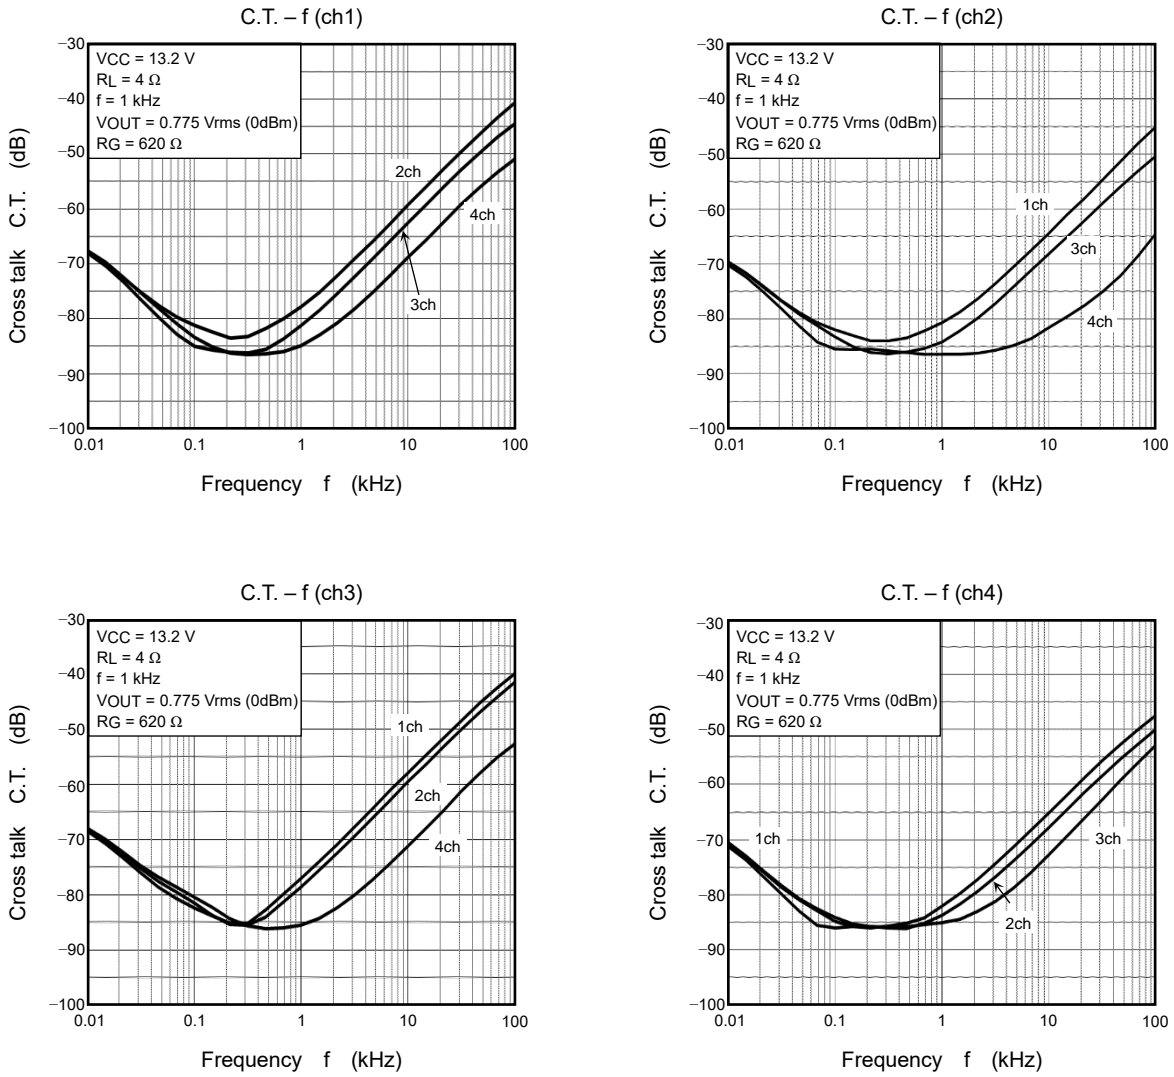 C.T. – f (ch1)
Cross talk C.T. (dB)
–30
–40
–50
–60
–70
–80
–90
–100
VCC = 13.2 V
RL = 4 Ω
f = 1 kHz
VOUT = 0.775 Vrms (0dBm)
RG = 620 Ω
2ch
4ch
3ch
0.01 0.1 1 10 100
Frequency f (kHz)
C.T. – f (ch2)
Cross talk C.T. (dB)
–30
–40
–50
–60
–70
–80
–90
–100
VCC = 13.2 V
RL = 4 Ω
f = 1 kHz
VOUT = 0.775 Vrms (0dBm)
RG = 620 Ω
1ch
3ch
4ch
0.01 0.1 1 10 100
Frequency f (kHz)
C.T. – f (ch3)
Cross talk C.T. (dB)
–30
–40
–50
–60
–70
–80
–90
–100
VCC = 13.2 V
RL = 4 Ω
f = 1 kHz
VOUT = 0.775 Vrms (0dBm)
RG = 620 Ω
1ch
2ch
4ch
0.01 0.1 1 10 100
Frequency f (kHz)
C.T. – f (ch4)
Cross talk C.T. (dB)
–30
–40
–50
–60
–70
–80
–90
–100
VCC = 13.2 V
RL = 4 Ω
f = 1 kHz
VOUT = 0.775 Vrms (0dBm)
RG = 620 Ω
1ch
3ch
2ch
0.01 0.1 1 10 100
Frequency f (kHz)